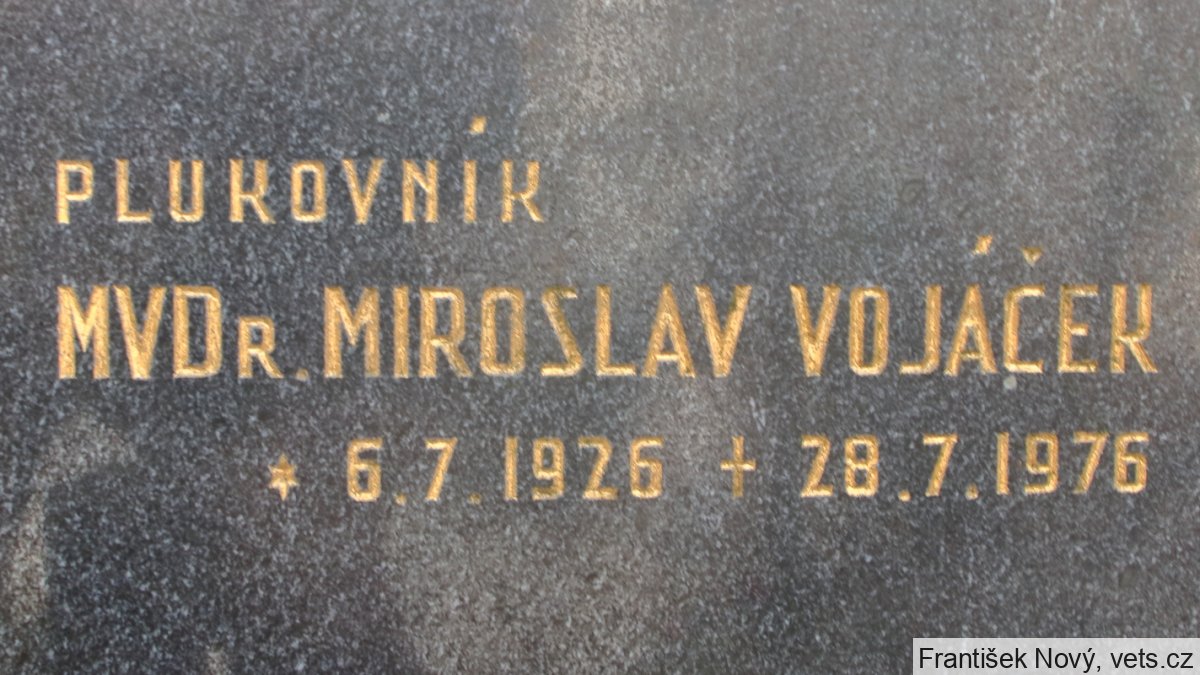 PLUKOVNÍK
MVDR. MIROSLAV VOJÁČEK
* 6.7.1926 + 28.7.1976
František Nový, vets.cz